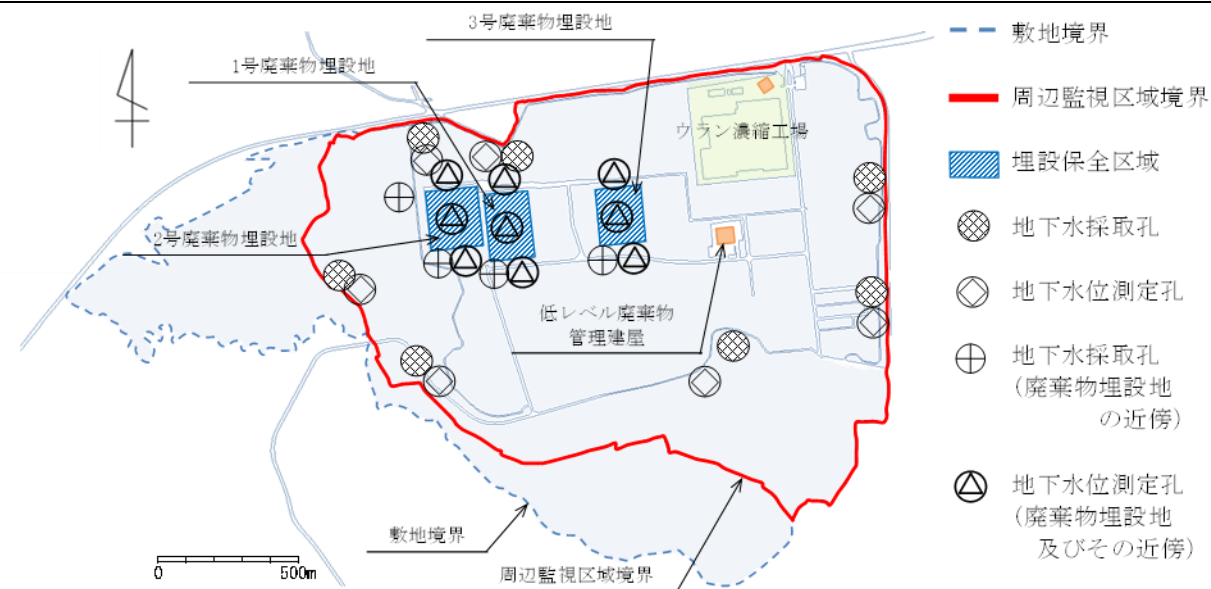 3号廃棄物埋設地
1号廃棄物埋設地
ウラン濃縮工場
2号廃棄物埋設地
低レベル廃棄物
管理建屋
敷地境界
周辺監視区域境界
0
500m
敷地境界
周辺監視区域境界
埋設保全区域
地下水採取孔
地下水位測定孔
地下水採取孔
(廃棄物埋設地
の近傍)
地下水位測定孔
(廃棄物埋設地
及びその近傍)